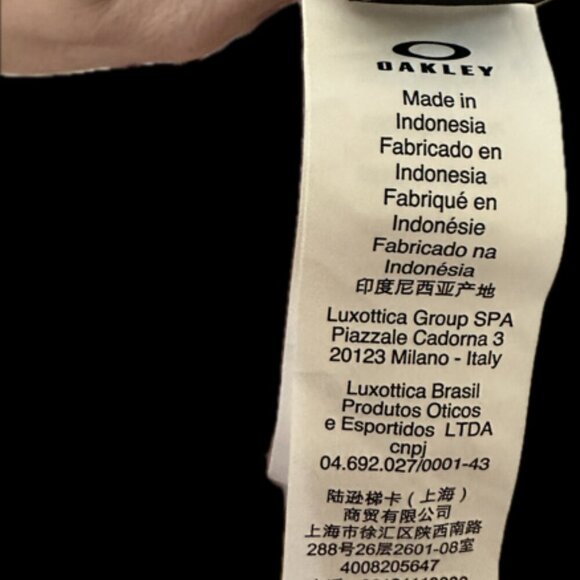 OAKLEY
Made in
Indonesia
Fabricado en
Indonesia
Fabriqué en
Indonésie
Fabricado na
Indonésia
印度尼西亚产地
Luxottica Group SPA
Piazzale Cadorna 3
20123 Milano - Italy
Luxottica Brasil
Produtos Oticos
e Esportidos LTDA
cnpj
04.692.027/0001-43
陆逊梯卡（上海）
商贸有限公司
上海市徐汇区陕西南路
288号26层2601-08室
4008205647